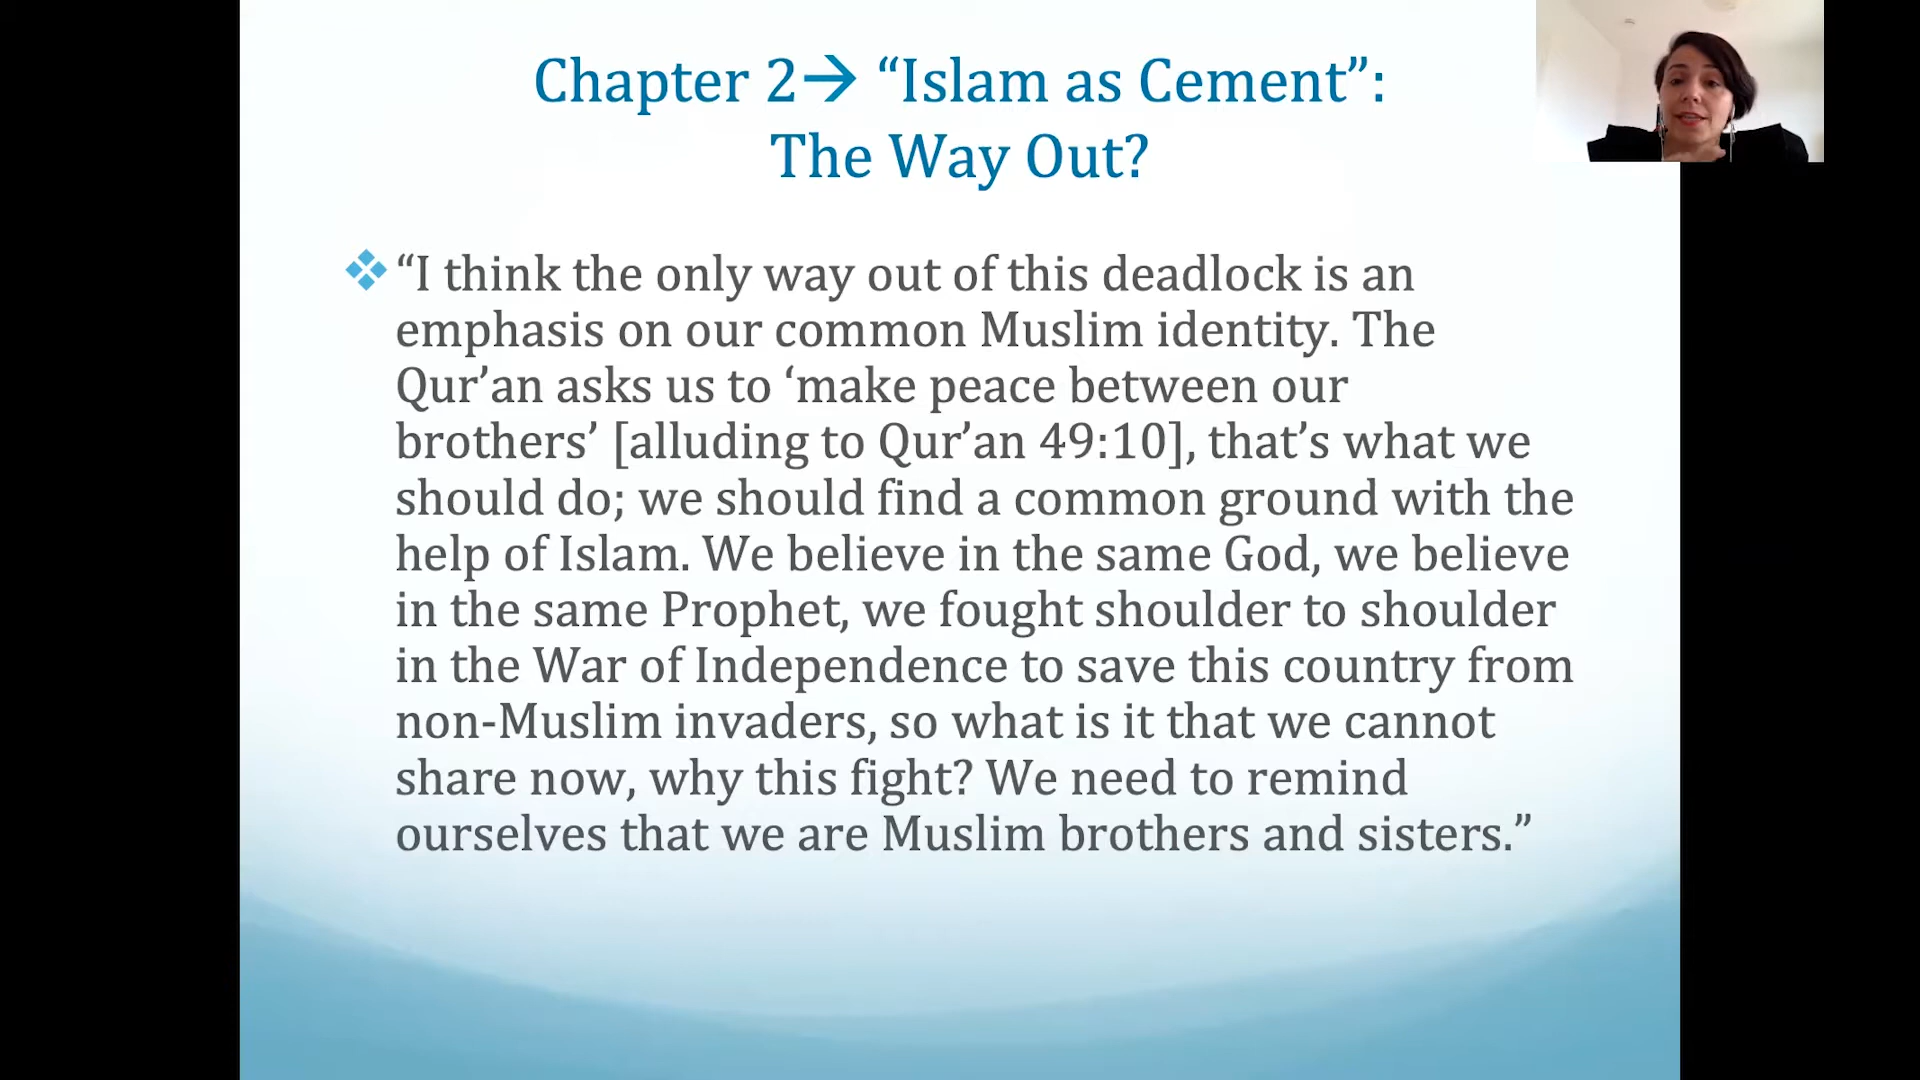 Chapter 2→ “Islam as Cement”:
The Way Out?
“I think the only way out of this deadlock is an
emphasis on our common Muslim identity. The
Qur’an asks us to ‘make peace between our
brothers’ [alluding to Qur’an 49:10], that’s what we
should do; we should find a common ground with the
help of Islam. We believe in the same God, we believe
in the same Prophet, we fought shoulder to shoulder
in the War of Independence to save this country from
non-Muslim invaders, so what is it that we cannot
share now, why this fight? We need to remind
ourselves that we are Muslim brothers and sisters.”